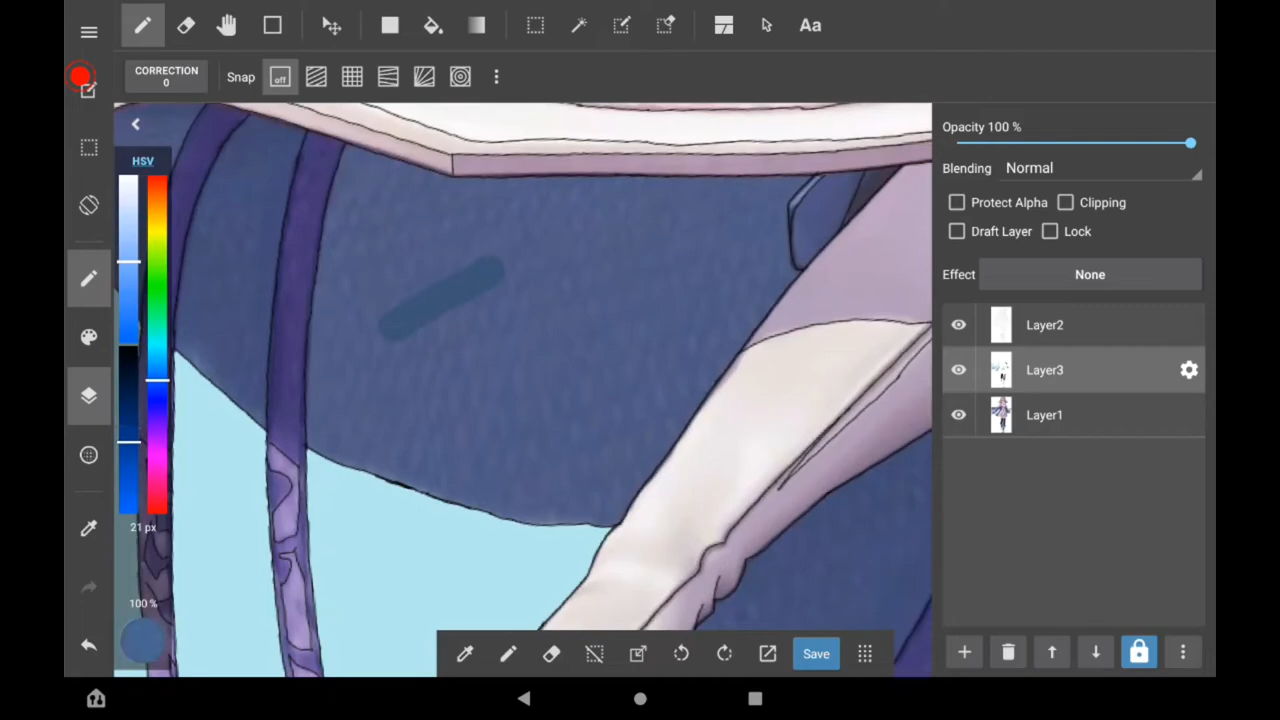 Aa
CORRECTION
0
Snap
off
HSV
21 px
100 %
Opacity 100 %
Blending Normal
Protect Alpha Clipping
Draft Layer Lock
Effect None
Layer2
Layer3
Layer1
Save